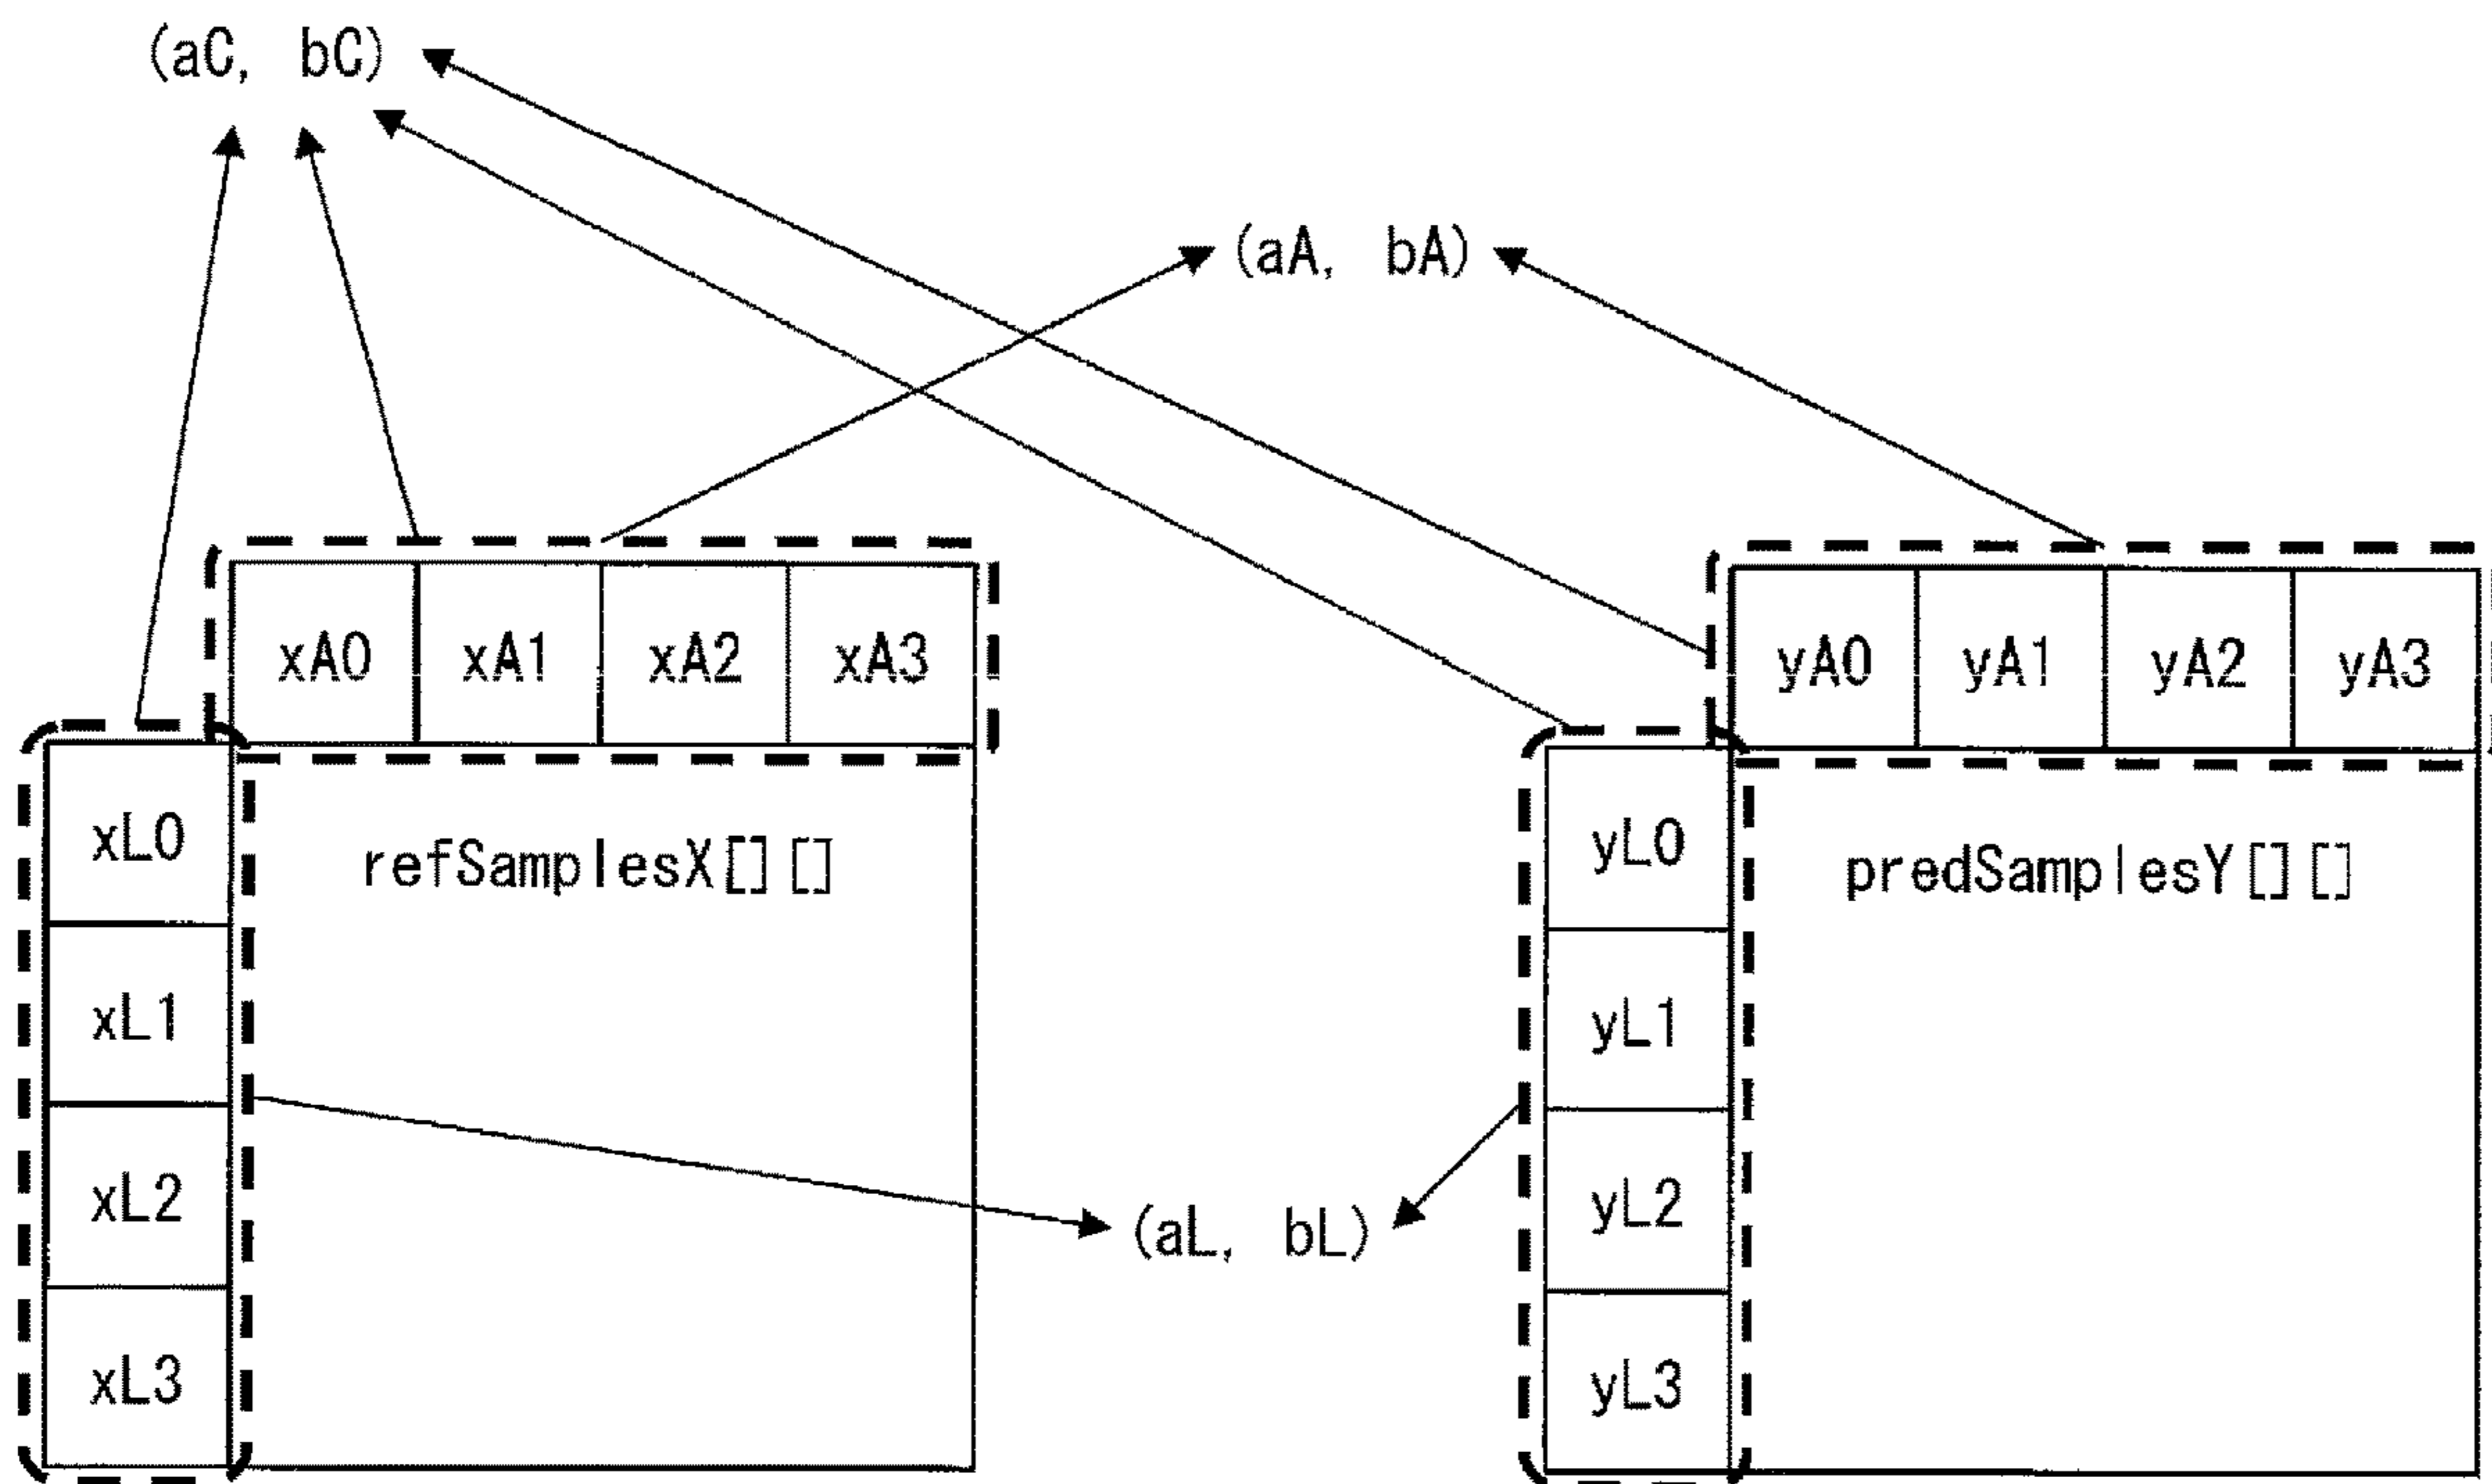 (aC, bC)
(aA, bA)
xA0 xA1 xA2 xA3
yA0 yA1 yA2 yA3
xL0
refSamplesX[][]
xL1
xL2
xL3
yL0
predSamplesY[][]
yL1
yL2
yL3
(aL, bL)